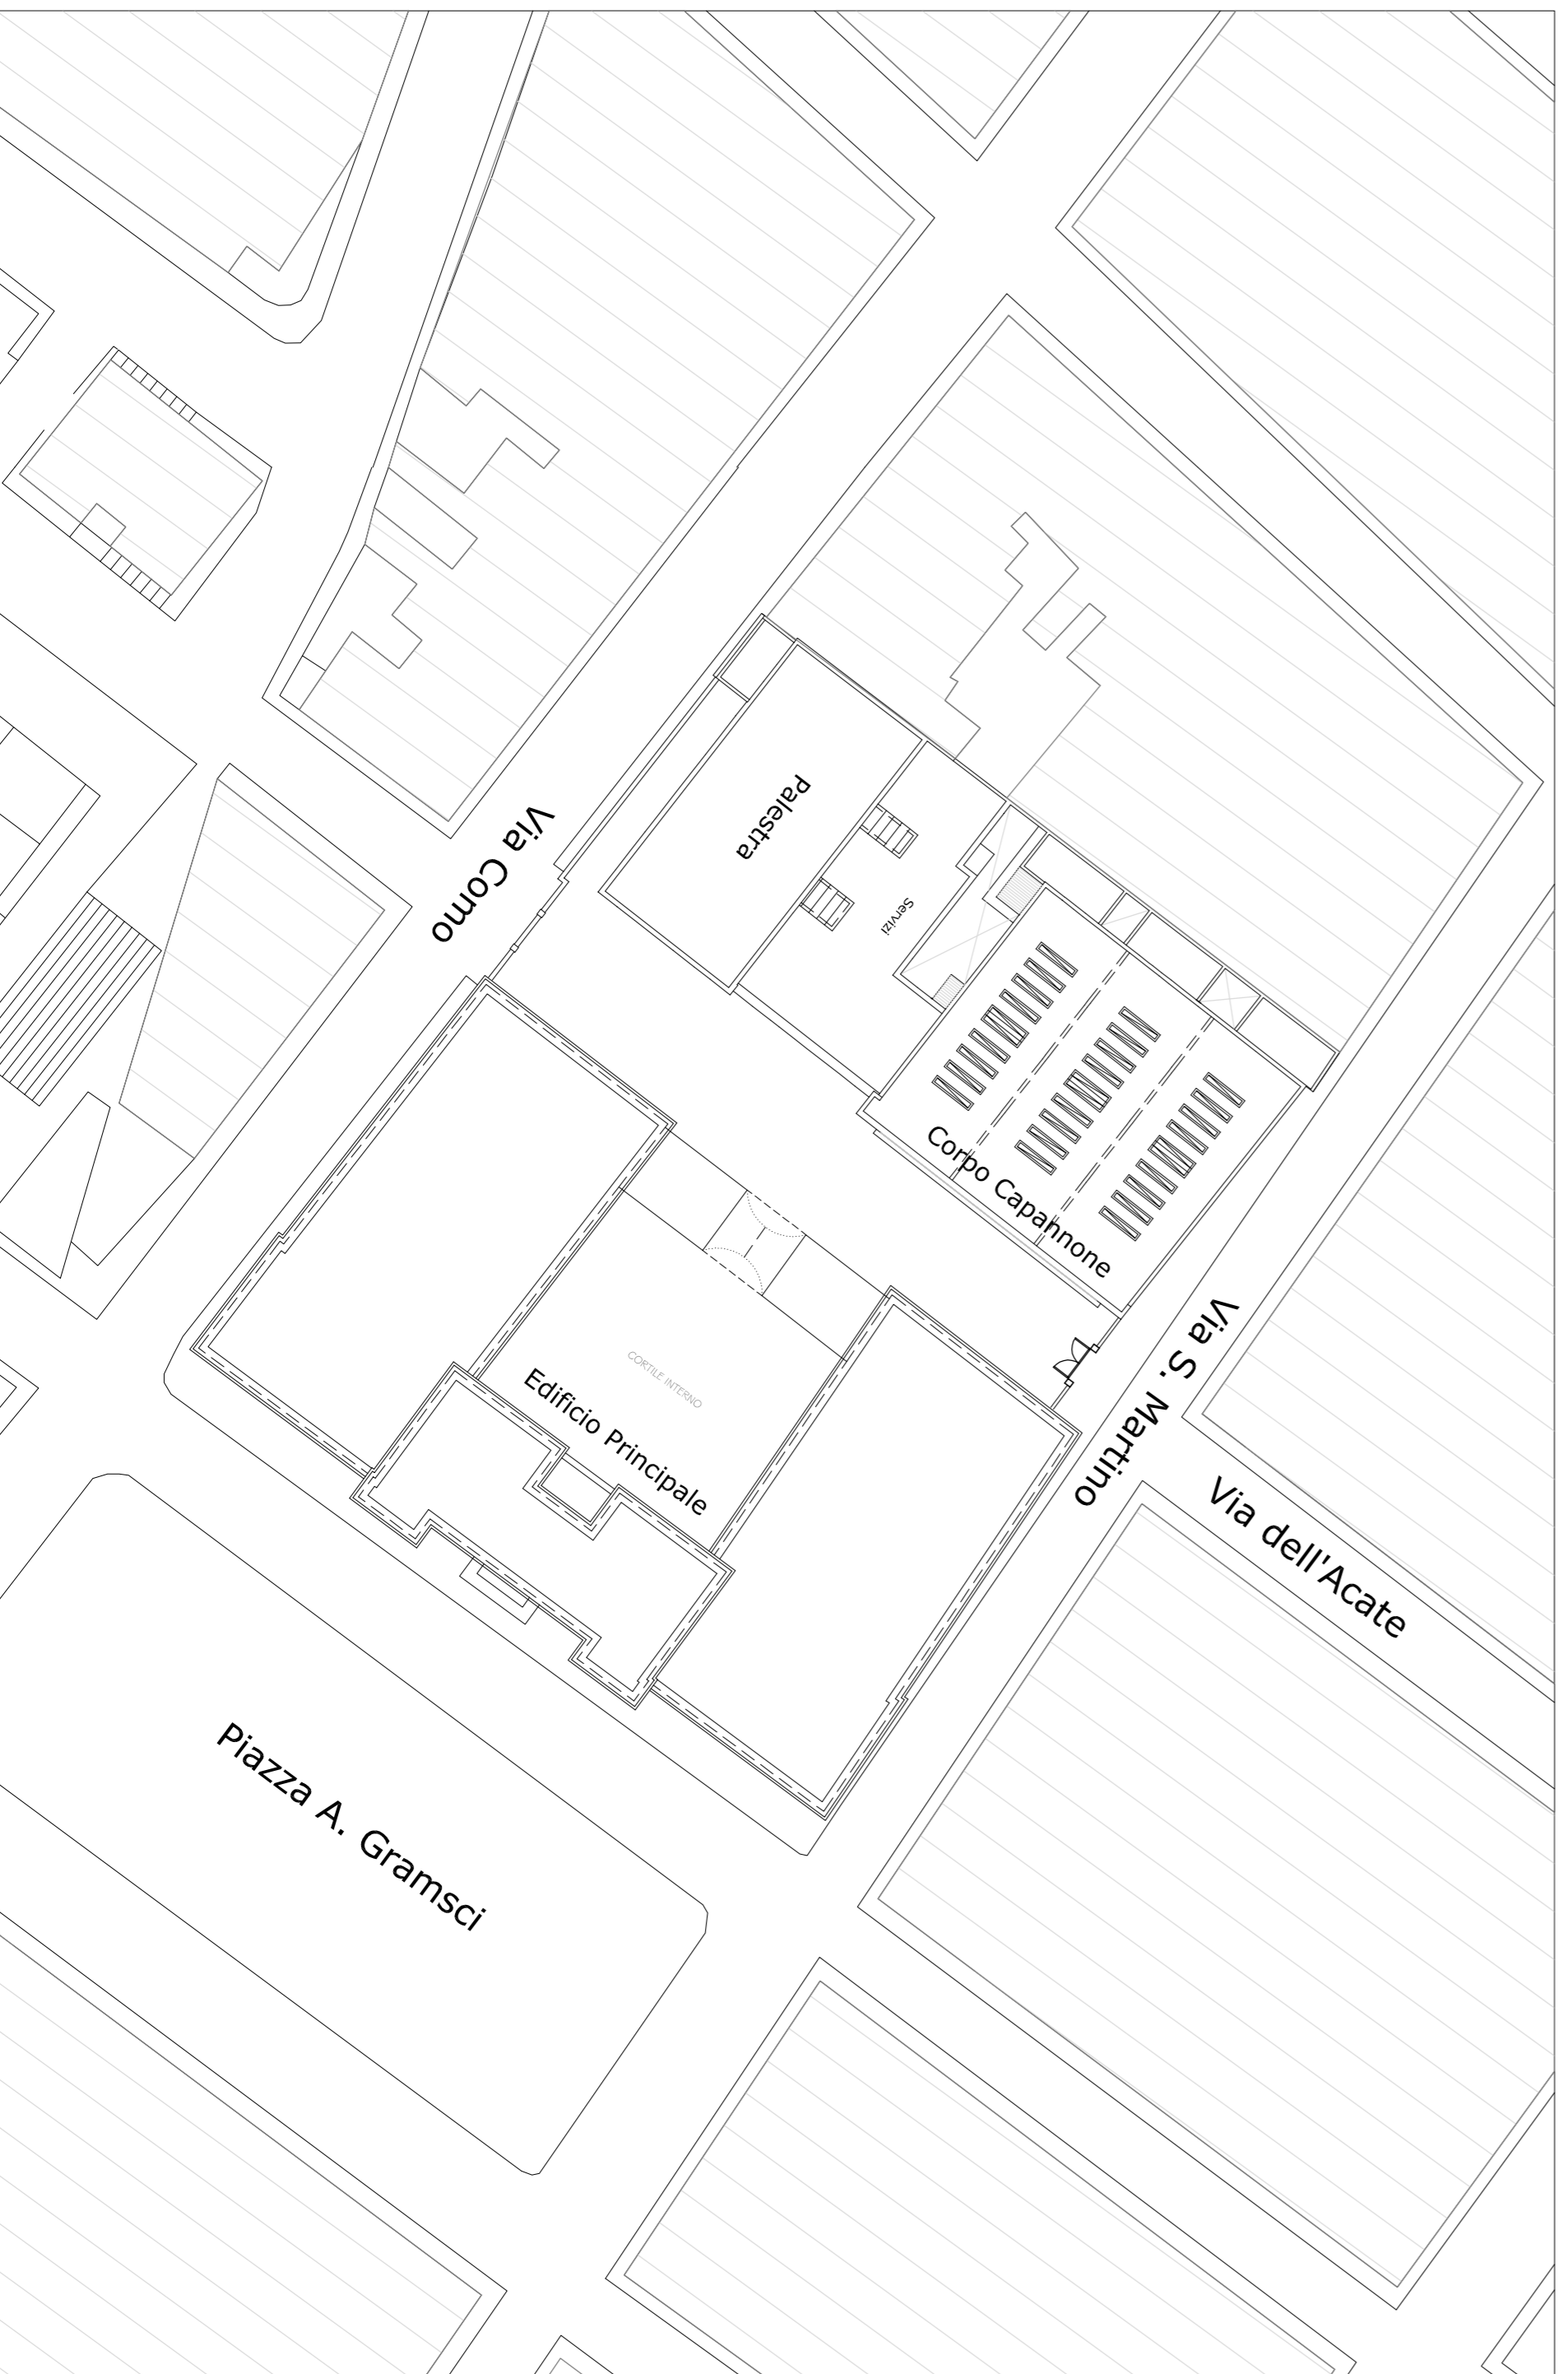 Palestra
Via Como
Servizi
Corpo Capannone
Via S. Martino
CORTILE INTERNO
Edificio Principale
Via dell'Acate
Piazza A. Gramsci